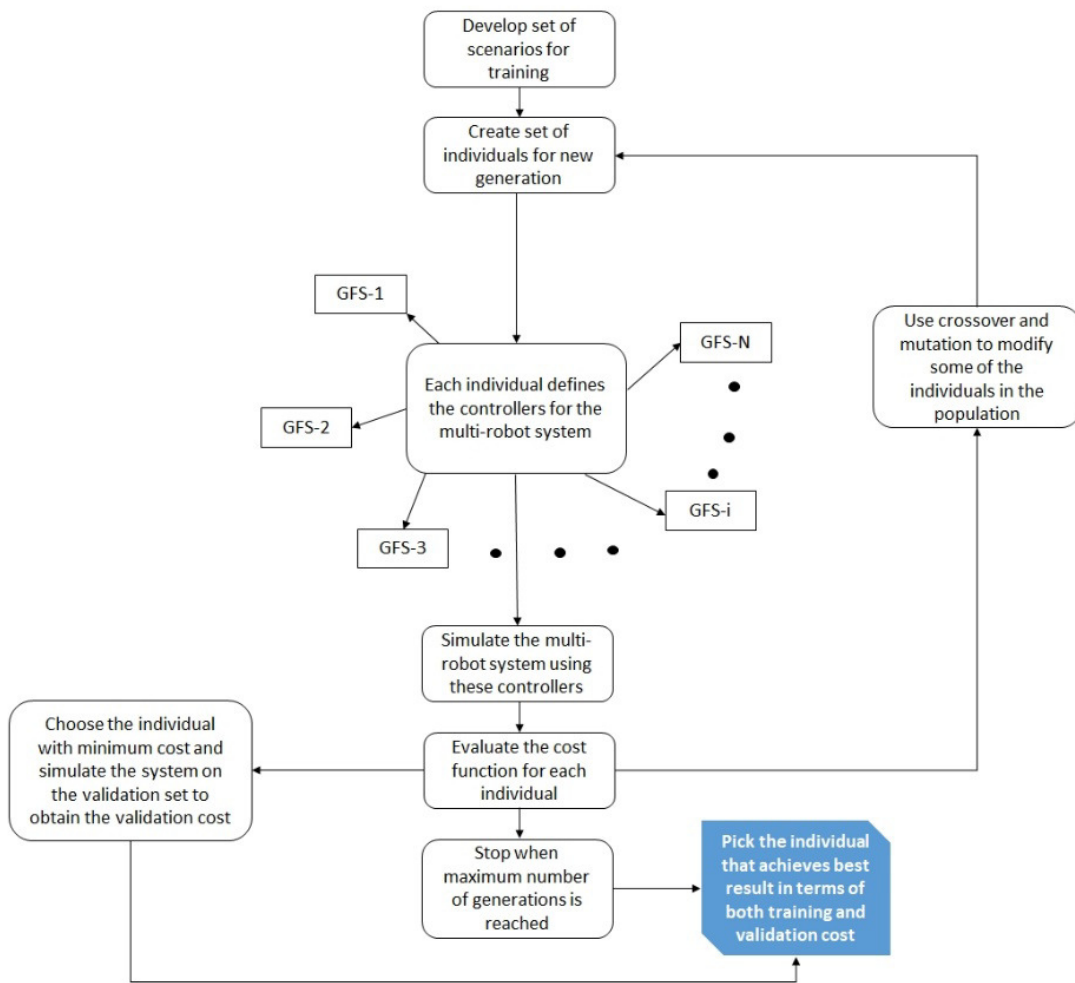 Develop set of
scenarios for
training
Create set of
individuals for new
generation
GFS-1
GFS-N
Use crossover and
mutation to modify
some of the
individuals in the
population
Each individual defines
the controllers for the
multi-robot system
GFS-2
GFS-i
GFS-3
Simulate the multi-
robot system using
these controllers
Choose the individual
with minimum cost and
simulate the system on
the validation set to
obtain the validation cost
Evaluate the cost
function for each
individual
Stop when
maximum number
of generations is
reached
Pick the individual
that achieves best
result in terms of
both training and
validation cost